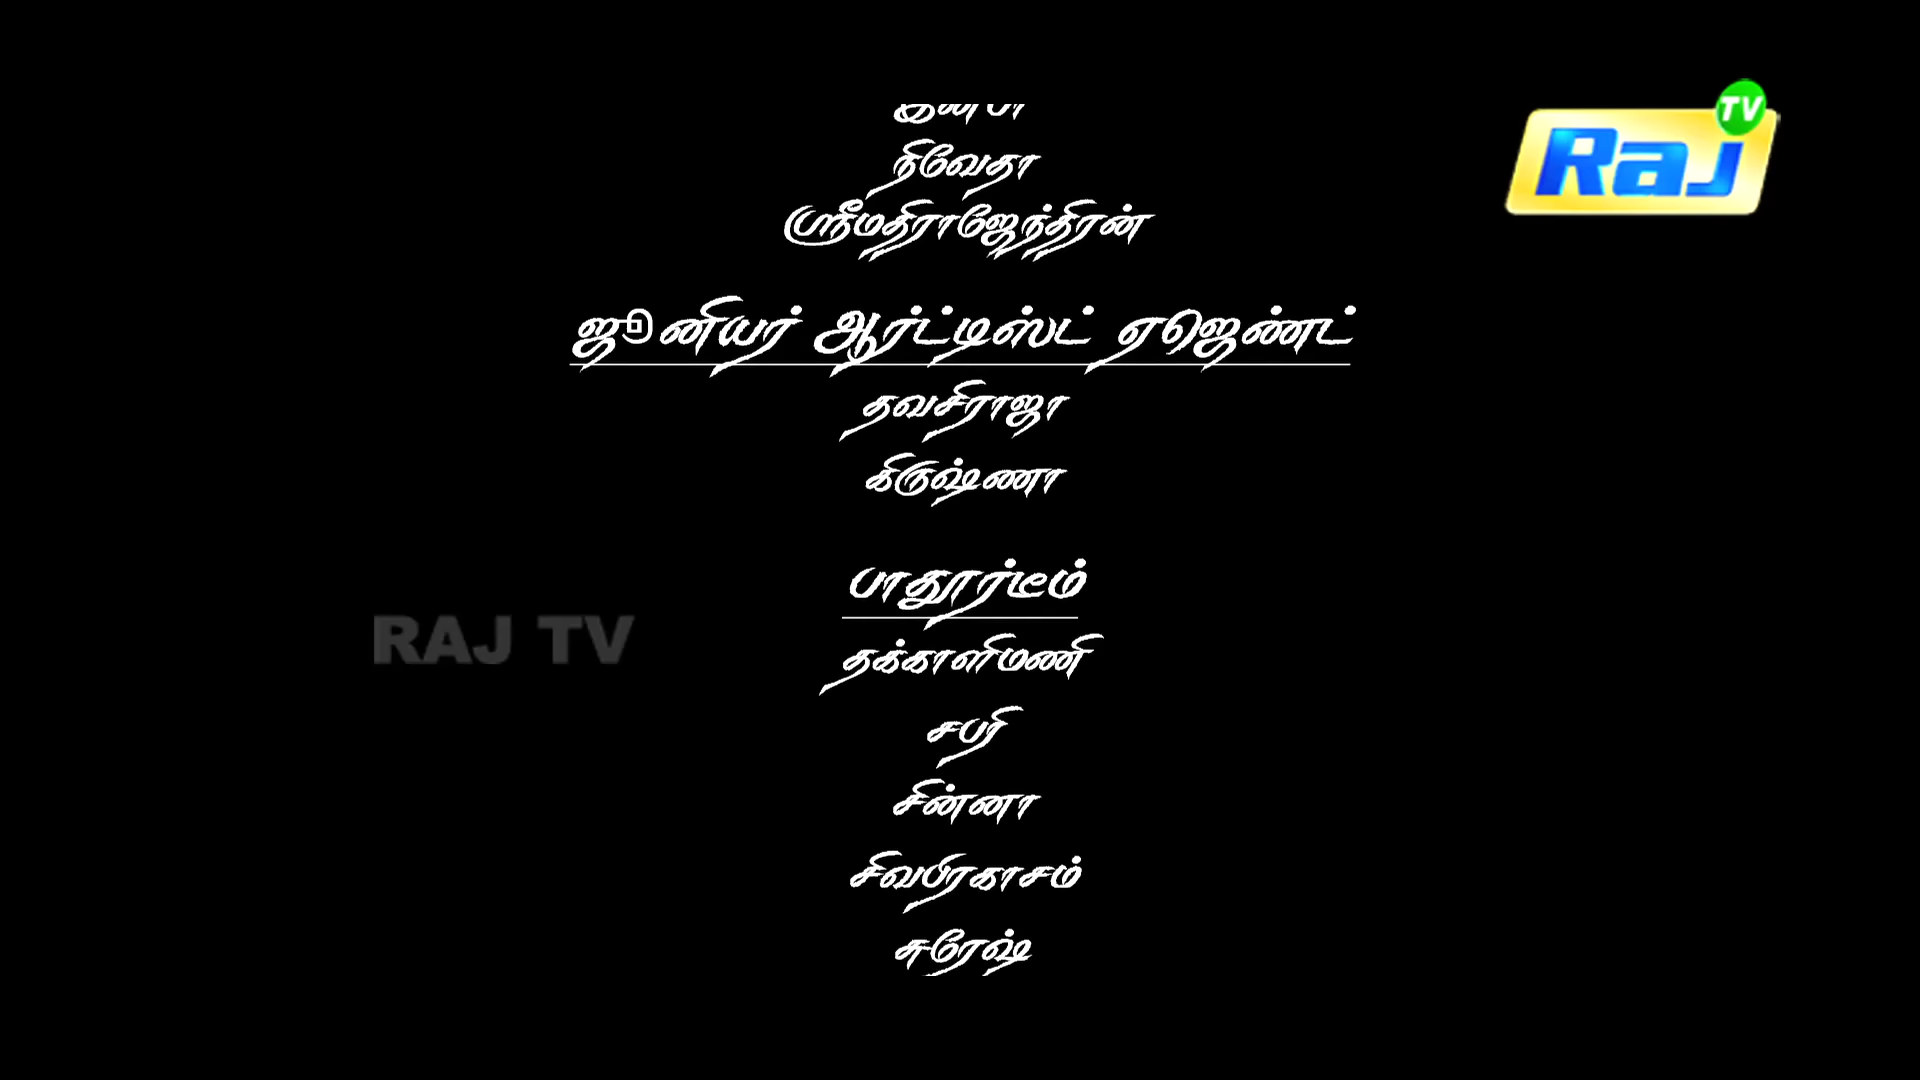 நிவேதா
ஸ்ரீமதிராஜேந்திரன்
ஜூனியர் ஆர்ட்டிஸ்ட் ஏஜெண்ட்
தவசிராஜா
கிருஷ்ணா
பாதூர்டீம்
தக்காளிமணி
சபரி
சின்னா
சிவபிரகாசம்
சுரேஷ்
Raj TV
RAJ TV